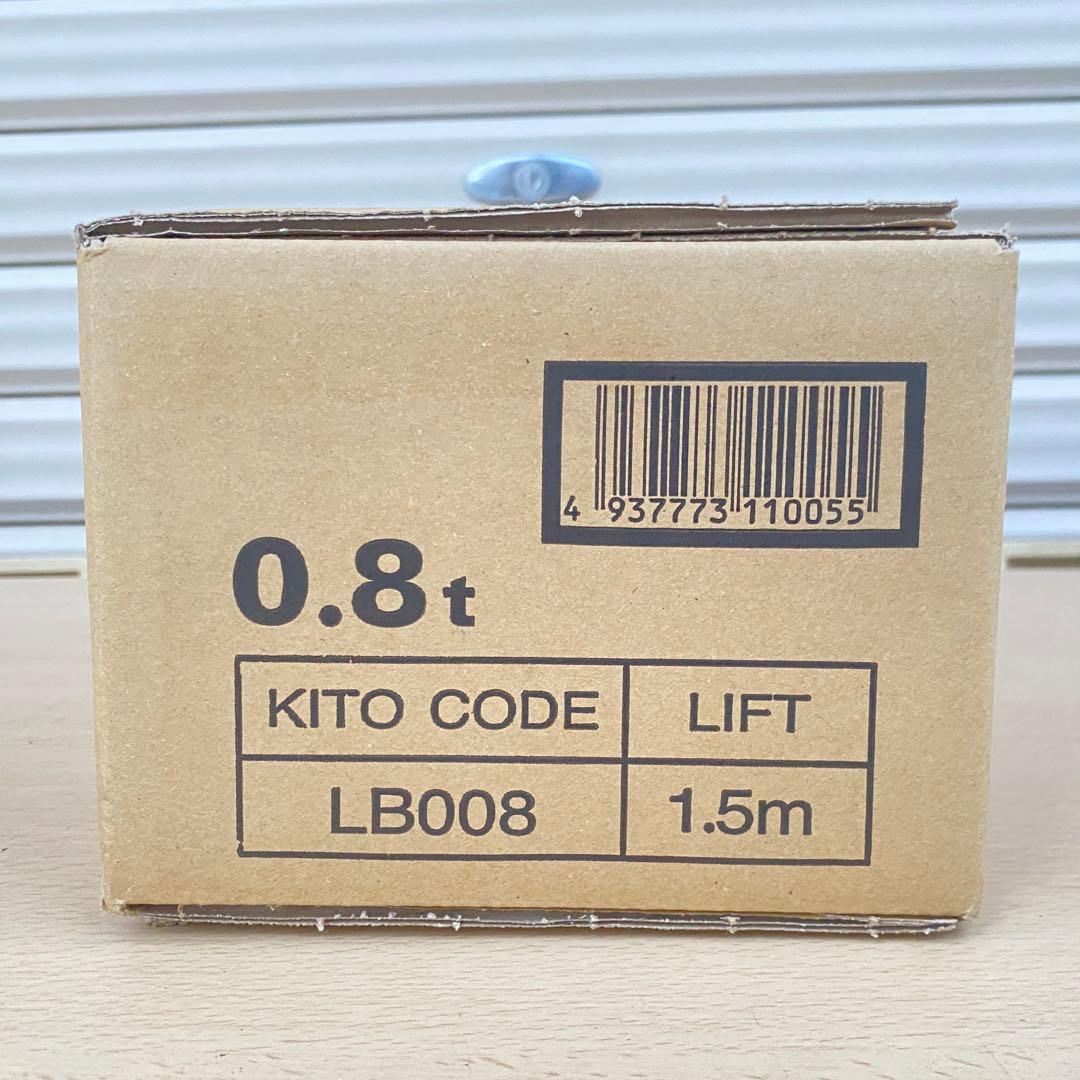 4 937773 110055
0.8t
KITO CODE LIFT
LB008 1.5m